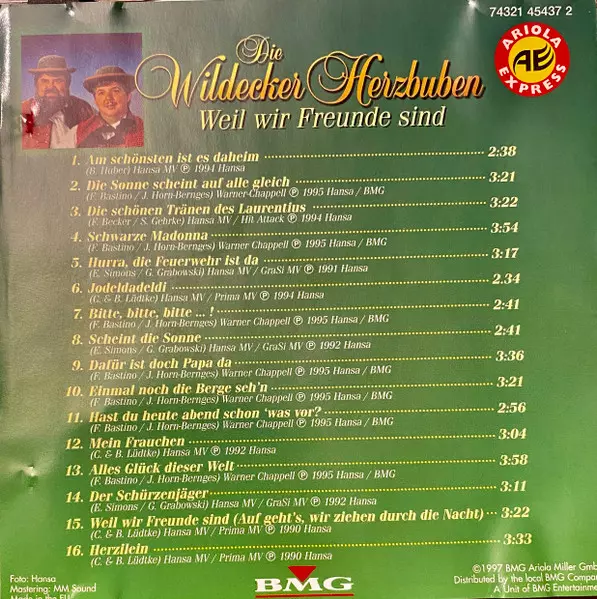 74321 45437 2
ARIOLA EXPRESS
AE
Die
Wildecker Herzbuben
Weil wir Freunde sind
1. Am schönsten ist es daheim 2:38
(B. Huber) Hansa MV ℗ 1994 Hansa
2. Die Sonne scheint auf alle gleich 3:21
(F. Bastino / J. Horn-Bernges) Warner-Chappell ℗ 1995 Hansa / BMG
3. Die schönen Tränen des Laurentius 3:22
(F. Becker / S. Gehrke) Hansa MV / Hit Attack ℗ 1994 Hansa
4. Schwarze Madonna 3:54
(F. Bastino / J. Horn-Bernges) Warner Chappell ℗ 1995 Hansa / BMG
5. Hurra, die Feuerwehr ist da 3:17
(E. Simons / G. Grabowski) Hansa MV / GraSi MV ℗ 1991 Hansa
6. Jodeldadeldi 2.34
(C. & B. Lüdtke) Hansa MV / Prima MV ℗ 1994 Hansa
7. Bitte, bitte, bitte ... ! 2:41
(F. Bastino / J. Horn-Bernges) Warner Chappell ℗ 1995 Hansa / BMG
8. Scheint die Sonne 2:41
(E. Simons / G. Grabowski) Hansa MV / GraSi MV ℗ 1992 Hansa
9. Dafür ist doch Papa da 3:36
(F. Bastino / J. Horn-Bernges) Warner Chappell ℗ 1995 Hansa / BMG
10. Einmal noch die Berge seh'n 3:21
(F. Bastino / J. Horn-Bernges) Warner Chappell ℗ 1995 Hansa / BMG
11. Hast du heute abend schon 'was vor? 2:56
(F. Bastino / J. Horn-Bernges) Warner Chappell ℗ 1995 Hansa / BMG
12. Mein Frauchen 3:04
(C. & B. Lüdtke) Hansa MV / Prima MV ℗ 1992 Hansa
13. Alles Glück dieser Welt 3:58
(F. Bastino / J. Horn-Bernges) Warner Chappell ℗ 1995 Hansa / BMG
14. Der Schürzenjäger 3:11
(E. Simons / G. Grabowski) Hansa MV / GraSi MV ℗ 1992 Hansa
15. Weil wir Freunde sind (Auf geht's, wir ziehen durch die Nacht) 3:22
(C. & B. Lüdtke) Hansa MV / Prima MV ℗ 1990 Hansa
16. Herzilein 3:33
(C. & B. Lüdtke) Hansa MV / Prima MV ℗ 1990 Hansa
Foto: Hansa
Mastering: MM Sound
Made in the EU
BMG
©1997 BMG Ariola Miller Gmb
Distributed by the local BMG Compan
A Unit of BMG Entertainme